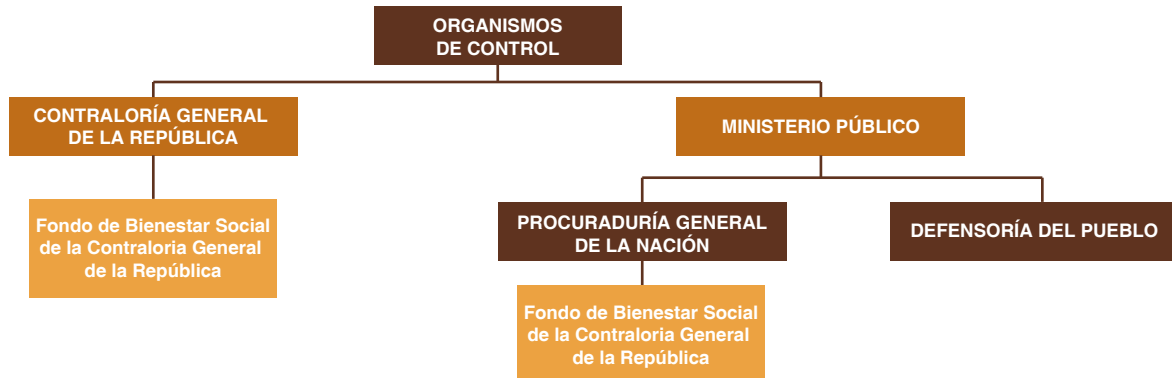 ORGANISMOS
DE CONTROL
CONTRALORÍA GENERAL
DE LA REPÚBLICA
MINISTERIO PÚBLICO
Fondo de Bienestar Social
de la Contraloria General
de la República
PROCURADURÍA GENERAL
DE LA NACIÓN
DEFENSORÍA DEL PUEBLO
Fondo de Bienestar Social
de la Contraloria General
de la República